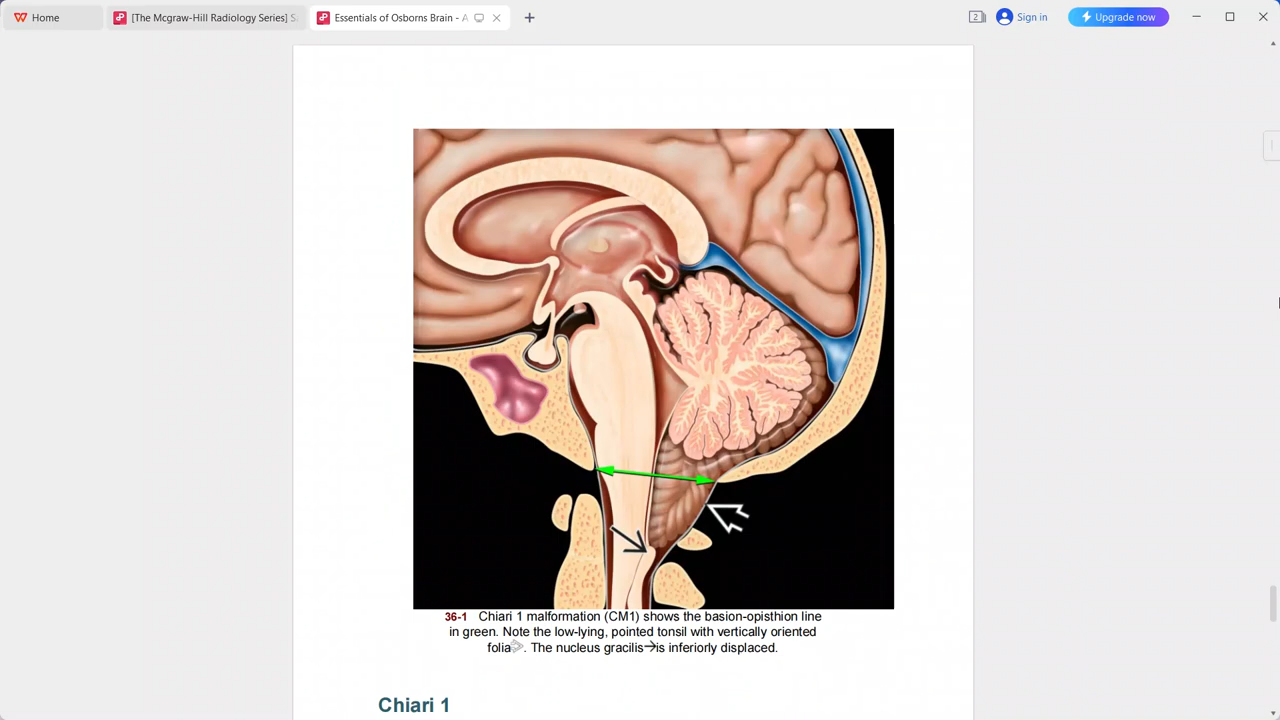 Home
[The Mcgraw-Hill Radiology Series] S
Essentials of Osborns Brain - A
2
Sign in
Upgrade now
36-1 Chiari 1 malformation (CM1) shows the basion-opisthion line
in green. Note the low-lying, pointed tonsil with vertically oriented
folia. The nucleus gracilis→is inferiorly displaced.
Chiari 1